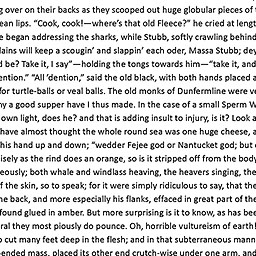 g over on their backs as they scooped out huge globular pieces of
ean lips. “Cook, cook!—where’s that old Fleece?” he cried at lengt
e began addressing the sharks, while Stubb, softly crawling behind
lains will keep a scougin’ and slappin’ each oder, Massa Stubb; dey
d be? Take it, I say”—holding the tongs towards him—“take it, and
ention.” “All ’dention,” said the old black, with both hands placed a
for turtle-balls or veal balls. The old monks of Dunfermline were v
ny a good supper have I thus made. In the case of a small Sperm W
own light, does he? and that is adding insult to injury, is it? Look a
have almost thought the whole round sea was one huge cheese, a
his hand up and down; “wedder Fejee god or Nantucket god; but d
isely as the rind does an orange, so is it stripped off from the body
eously; both whale and windlass heaving, the heavers singing, the
of the skin, so to speak; for it were simply ridiculous to say, that the
he back, and more especially his flanks, effaced in great part of the
found glued in amber. But more surprising is it to know, as has bee
ral they most piously do pounce. Oh, horrible vultureism of earth!
o cut many feet deep in the flesh; and in that subterraneous mann
pended mass, placed its other end crutch-wise under one arm, and